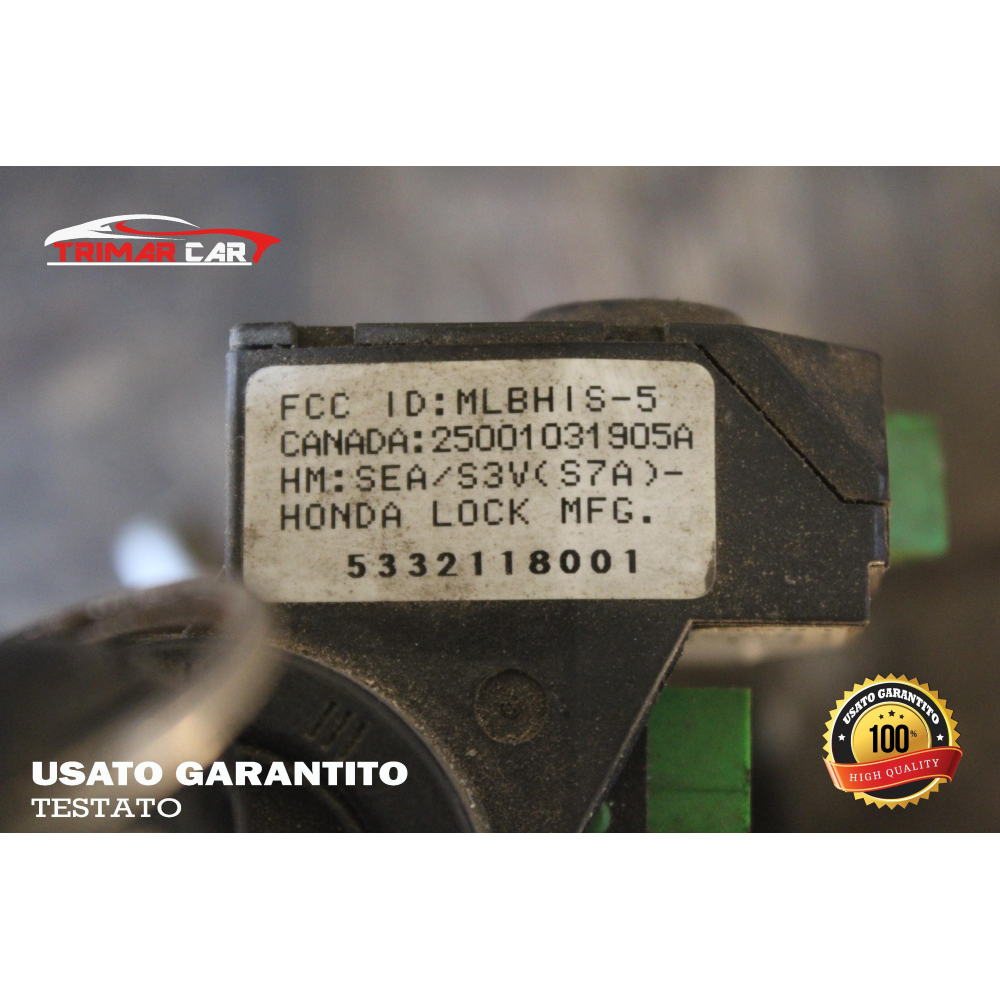 TRIMAR CAR
FCC ID:MLBHIS-5
CANADA:25001031905A
HM:SEA/S3V(S7A)-
HONDA LOCK MFG.
5332118001
USATO GARANTITO
100%
HIGH QUALITY
USATO GARANTITO
TESTATO